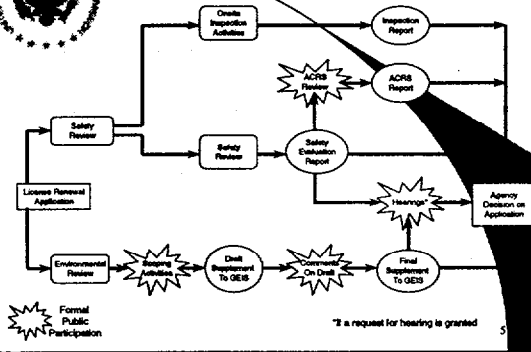 Onsite
Inspection
Activities
Inspection
Report
ACRS
Review
ACRS
Report
Safety
Review
Safety
Review
Safety
Evaluation
Report
License Renewal
Application
Hearings*
Agency
Decision on
Application
Environmental
Review
Scoping
Activities
Draft
Supplement
To GEIS
Comments
On Draft
Final
Supplement
To GEIS
Formal
Public
Participation
*If a request for hearing is granted
5